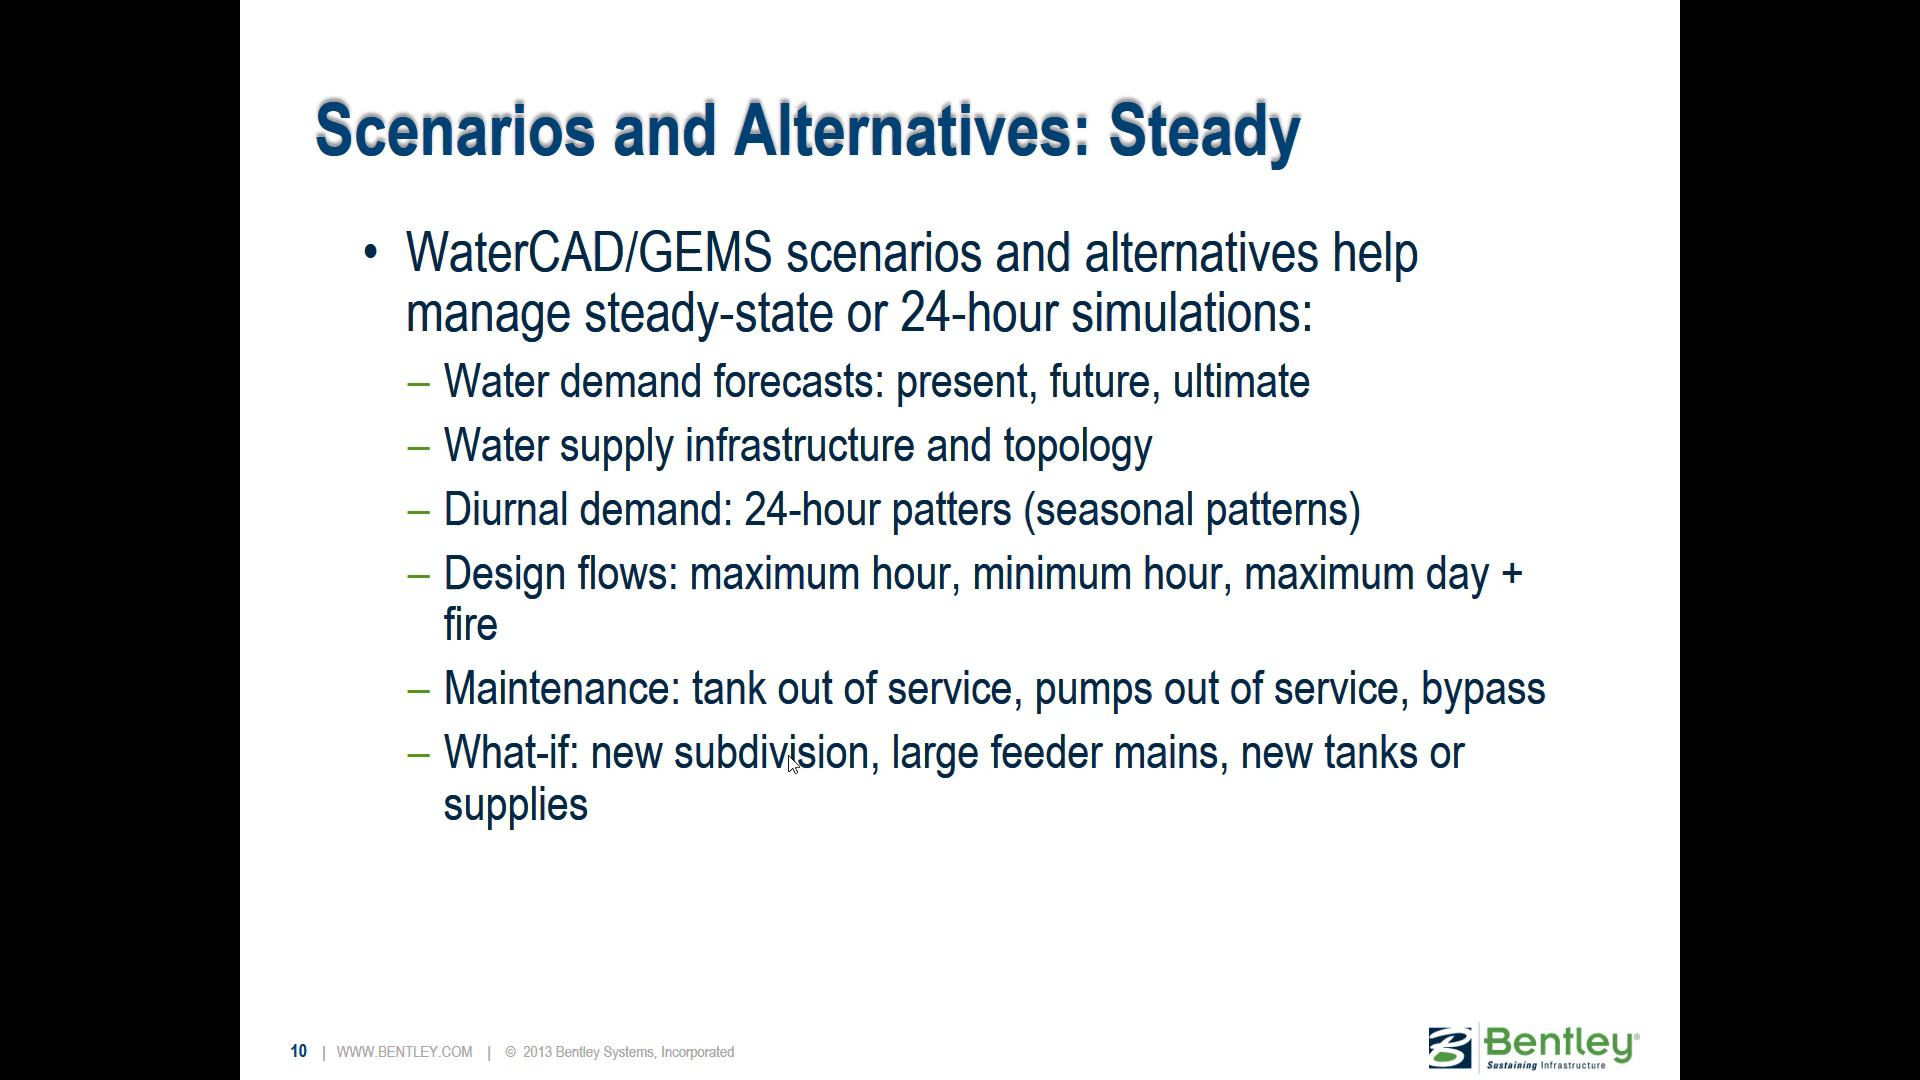 Scenarios and Alternatives: Steady
• WaterCAD/GEMS scenarios and alternatives help
manage steady-state or 24-hour simulations:
– Water demand forecasts: present, future, ultimate
– Water supply infrastructure and topology
– Diurnal demand: 24-hour patters (seasonal patterns)
– Design flows: maximum hour, minimum hour, maximum day +
fire
– Maintenance: tank out of service, pumps out of service, bypass
– What-if: new subdivision, large feeder mains, new tanks or
supplies
10 | WWW.BENTLEY.COM | © 2013 Bentley Systems, Incorporated
Bentley®
Sustaining Infrastructure